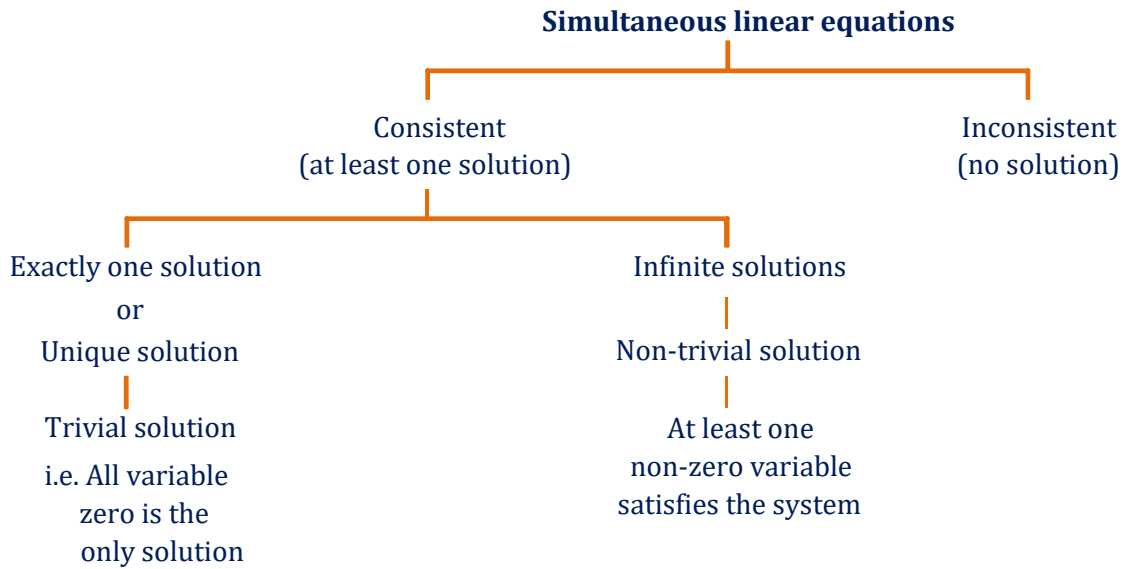 Simultaneous linear equations
Consistent
(at least one solution)
Inconsistent
(no solution)
Exactly one solution
or
Unique solution
Trivial solution
i.e. All variable
zero is the
only solution
Infinite solutions
Non-trivial solution
At least one
non-zero variable
satisfies the system